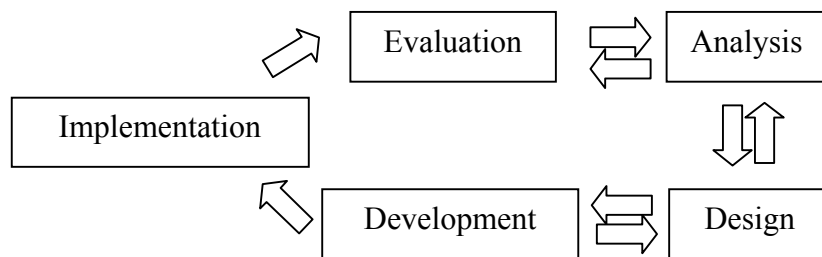 Evaluation
Analysis
Implementation
Development
Design